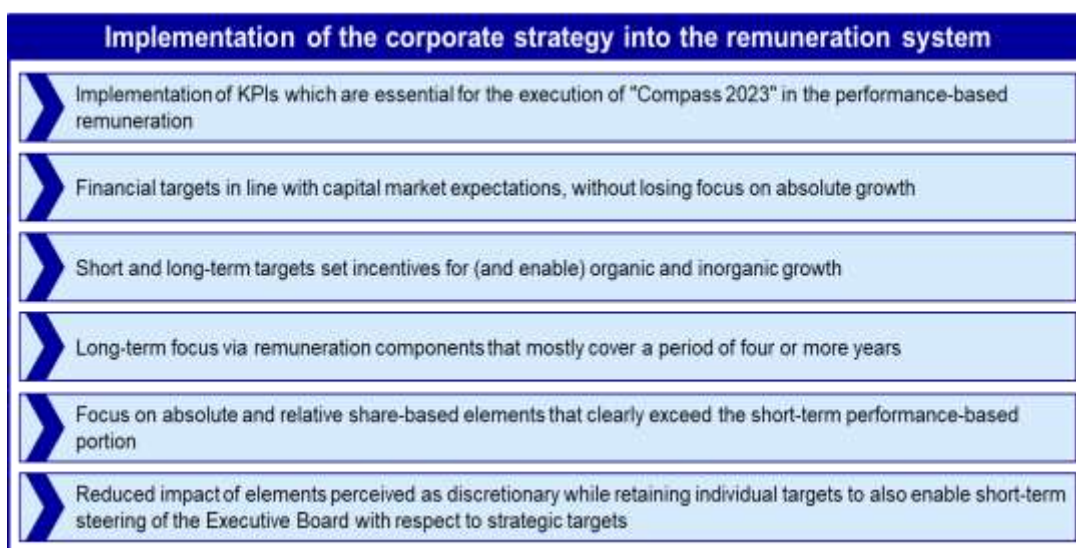 Implementation of the corporate strategy into the remuneration system
Implementation of KPIs which are essential for the execution of "Compass 2023" in the performance-based
remuneration
Financial targets in line with capital market expectations, without losing focus on absolute growth
Short and long-term targets set incentives for (and enable) organic and inorganic growth
Long-term focus via remuneration components that mostly cover a period of four or more years
Focus on absolute and relative share-based elements that clearly exceed the short-term performance-based
portion
Reduced impact of elements perceived as discretionary while retaining individual targets to also enable short-term
steering of the Executive Board with respect to strategic targets